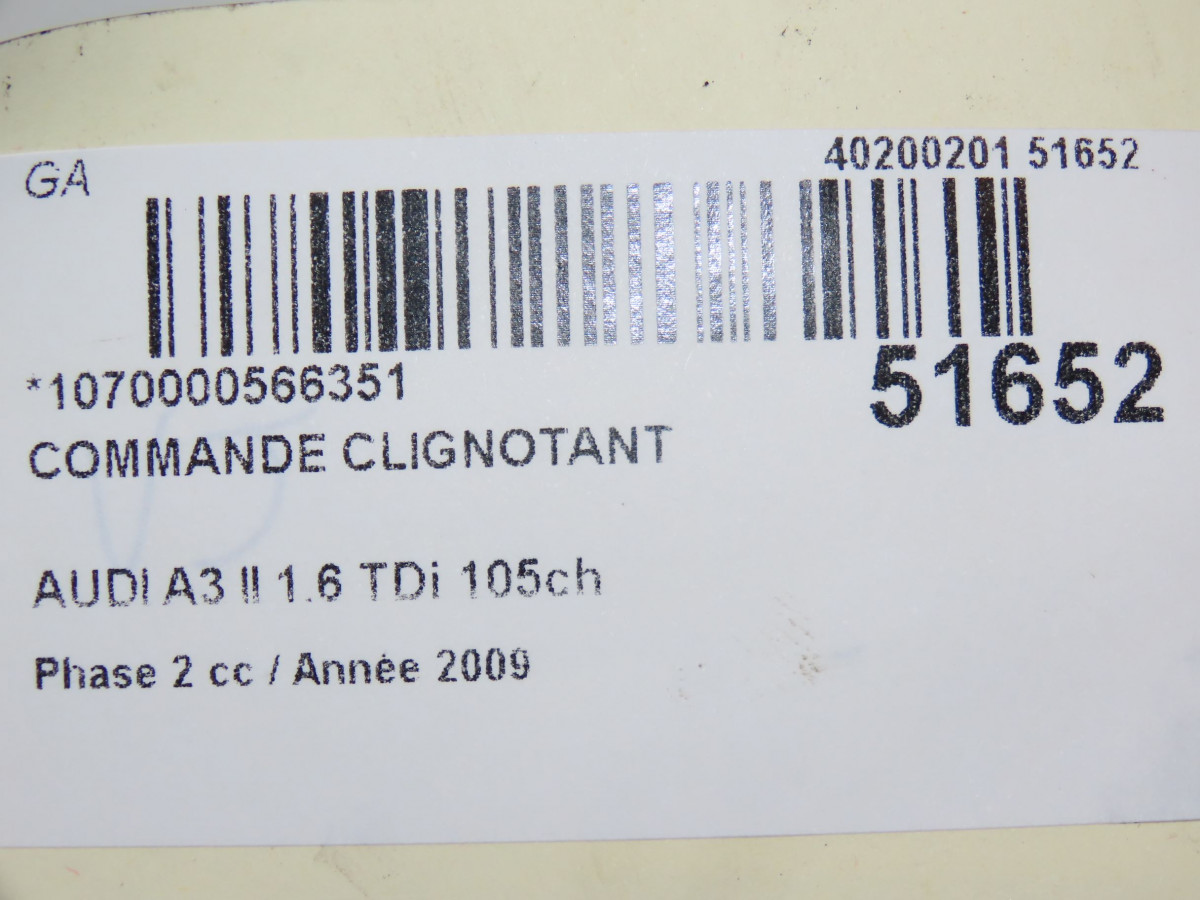 GA
40200201 51652
*1070000566351
51652
COMMANDE CLIGNOTANT
AUDI A3 II 1.6 TDi 105ch
Phase 2 cc / Année 2009